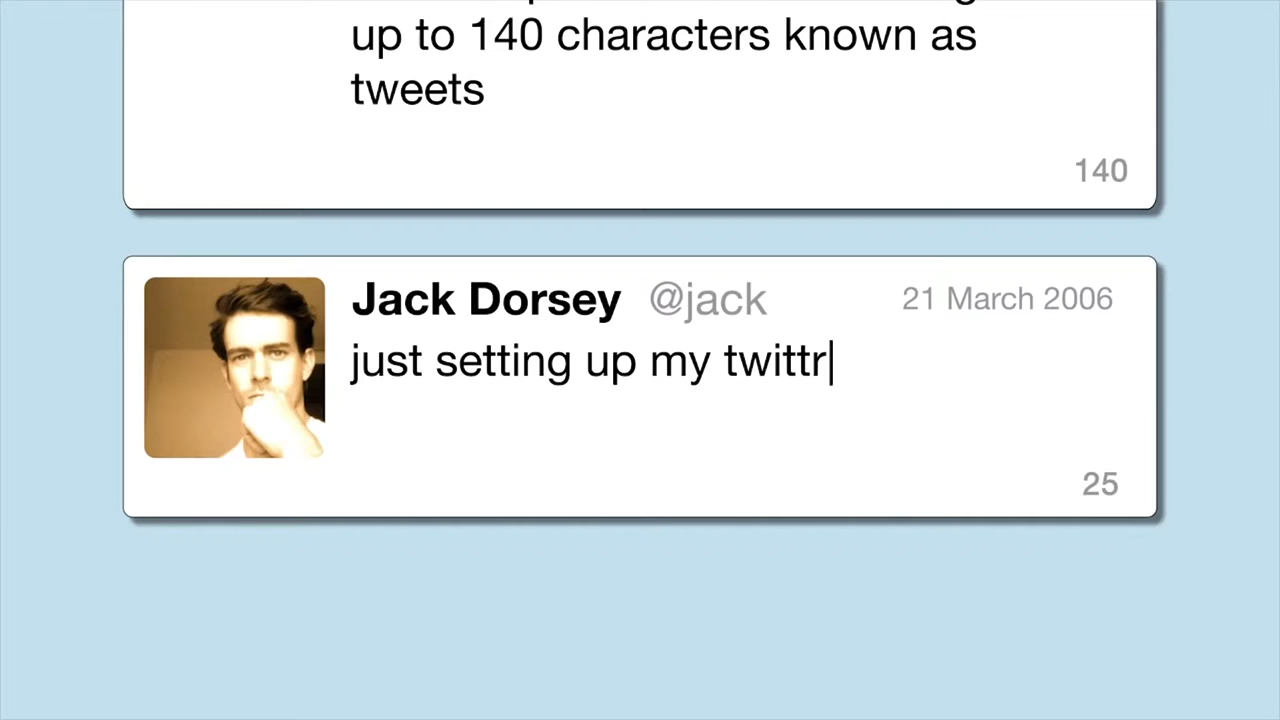 up to 140 characters known as
tweets
140
Jack Dorsey @jack 21 March 2006
just setting up my twittr
25